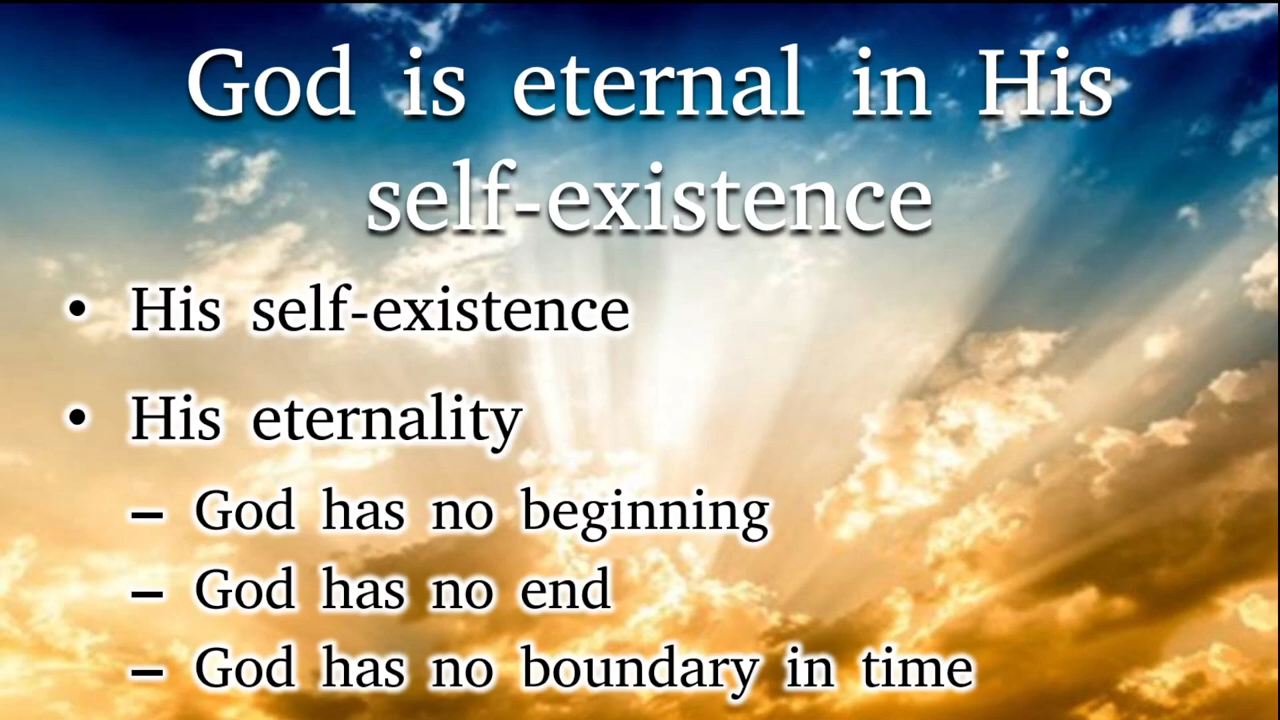 God is eternal in His
self-existence
• His self-existence
• His eternality
– God has no beginning
– God has no end
– God has no boundary in time